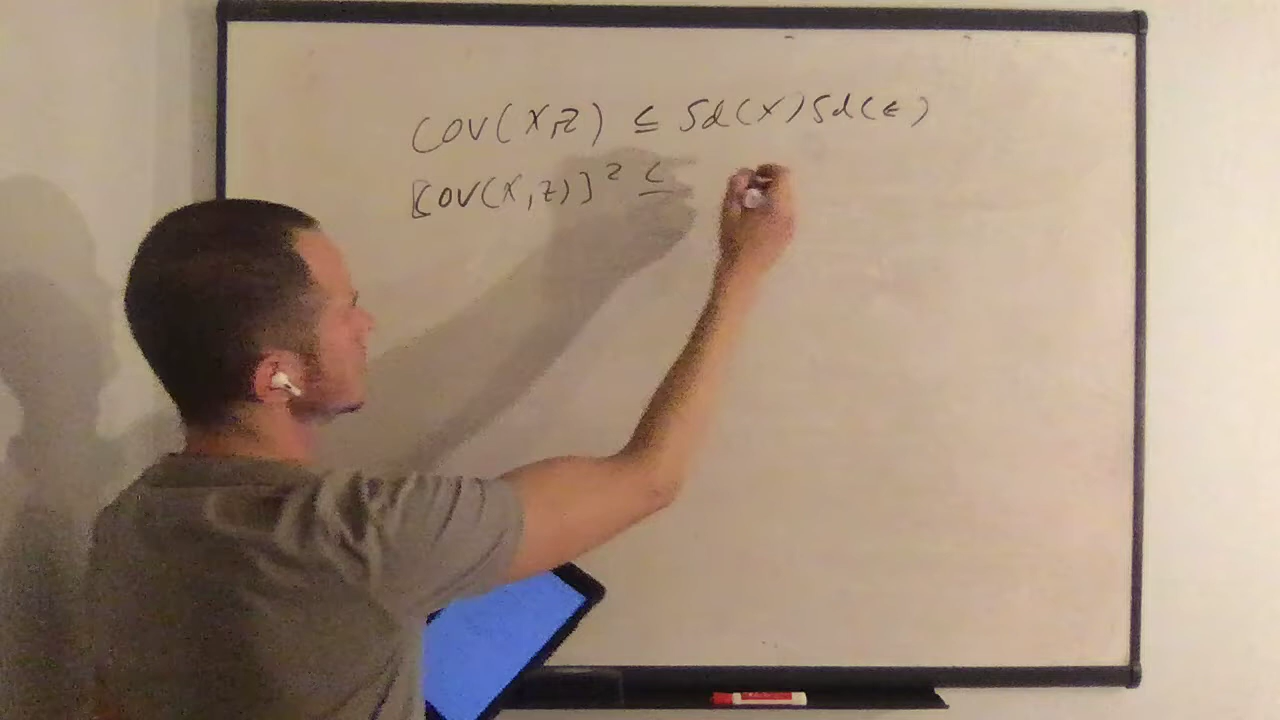 COV(X,Z) ≤ Sd(X)Sd(Z)
[COV(X,Z)]² ≤